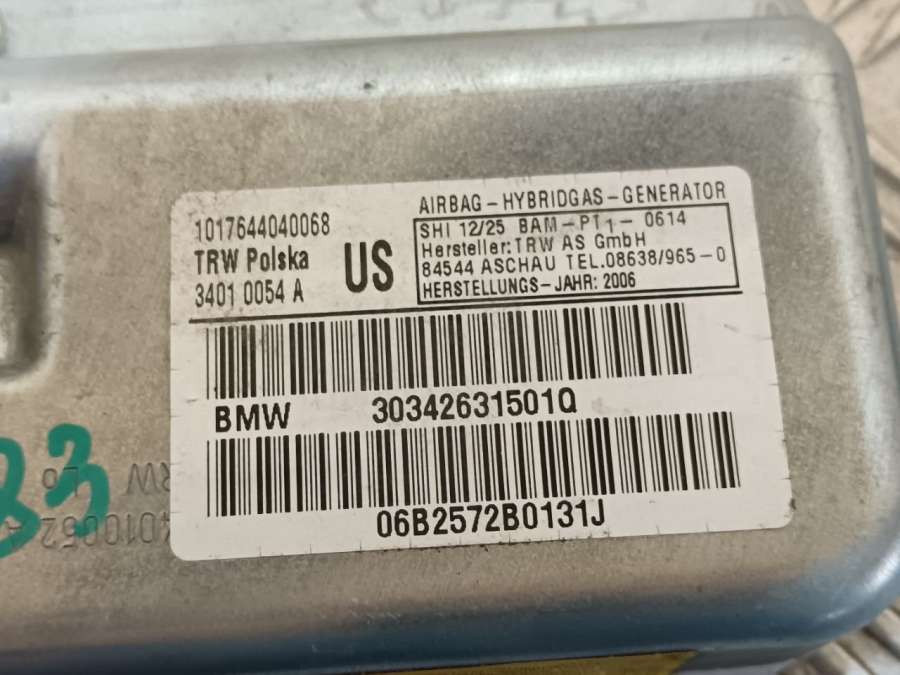 1017644040068
TRW Polska
3401 0054 A
US
AIRBAG-HYBRIDGAS-GENERATOR
SHI 12/25 BAM-PT1-0614
Hersteller: TRW AS GmbH
84544 ASCHAU TEL.08638/965-0
HERSTELLUNGS-JAHR: 2006
BMW 30342631501Q
06B2572B0131J
33